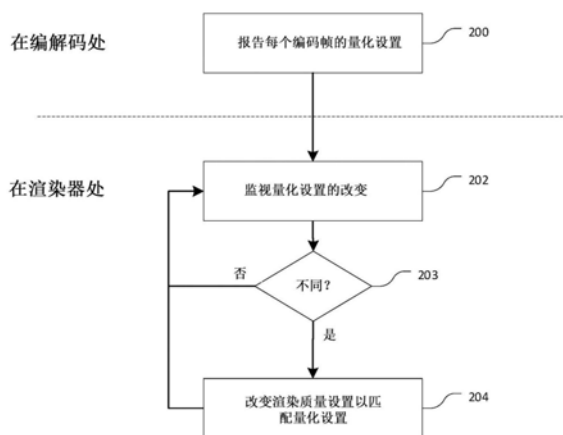 在编解码处
报告每个编码帧的量化设置
200
在渲染器处
监视量化设置的改变
202
否
不同？
203
是
改变渲染质量设置以匹
配量化设置
204